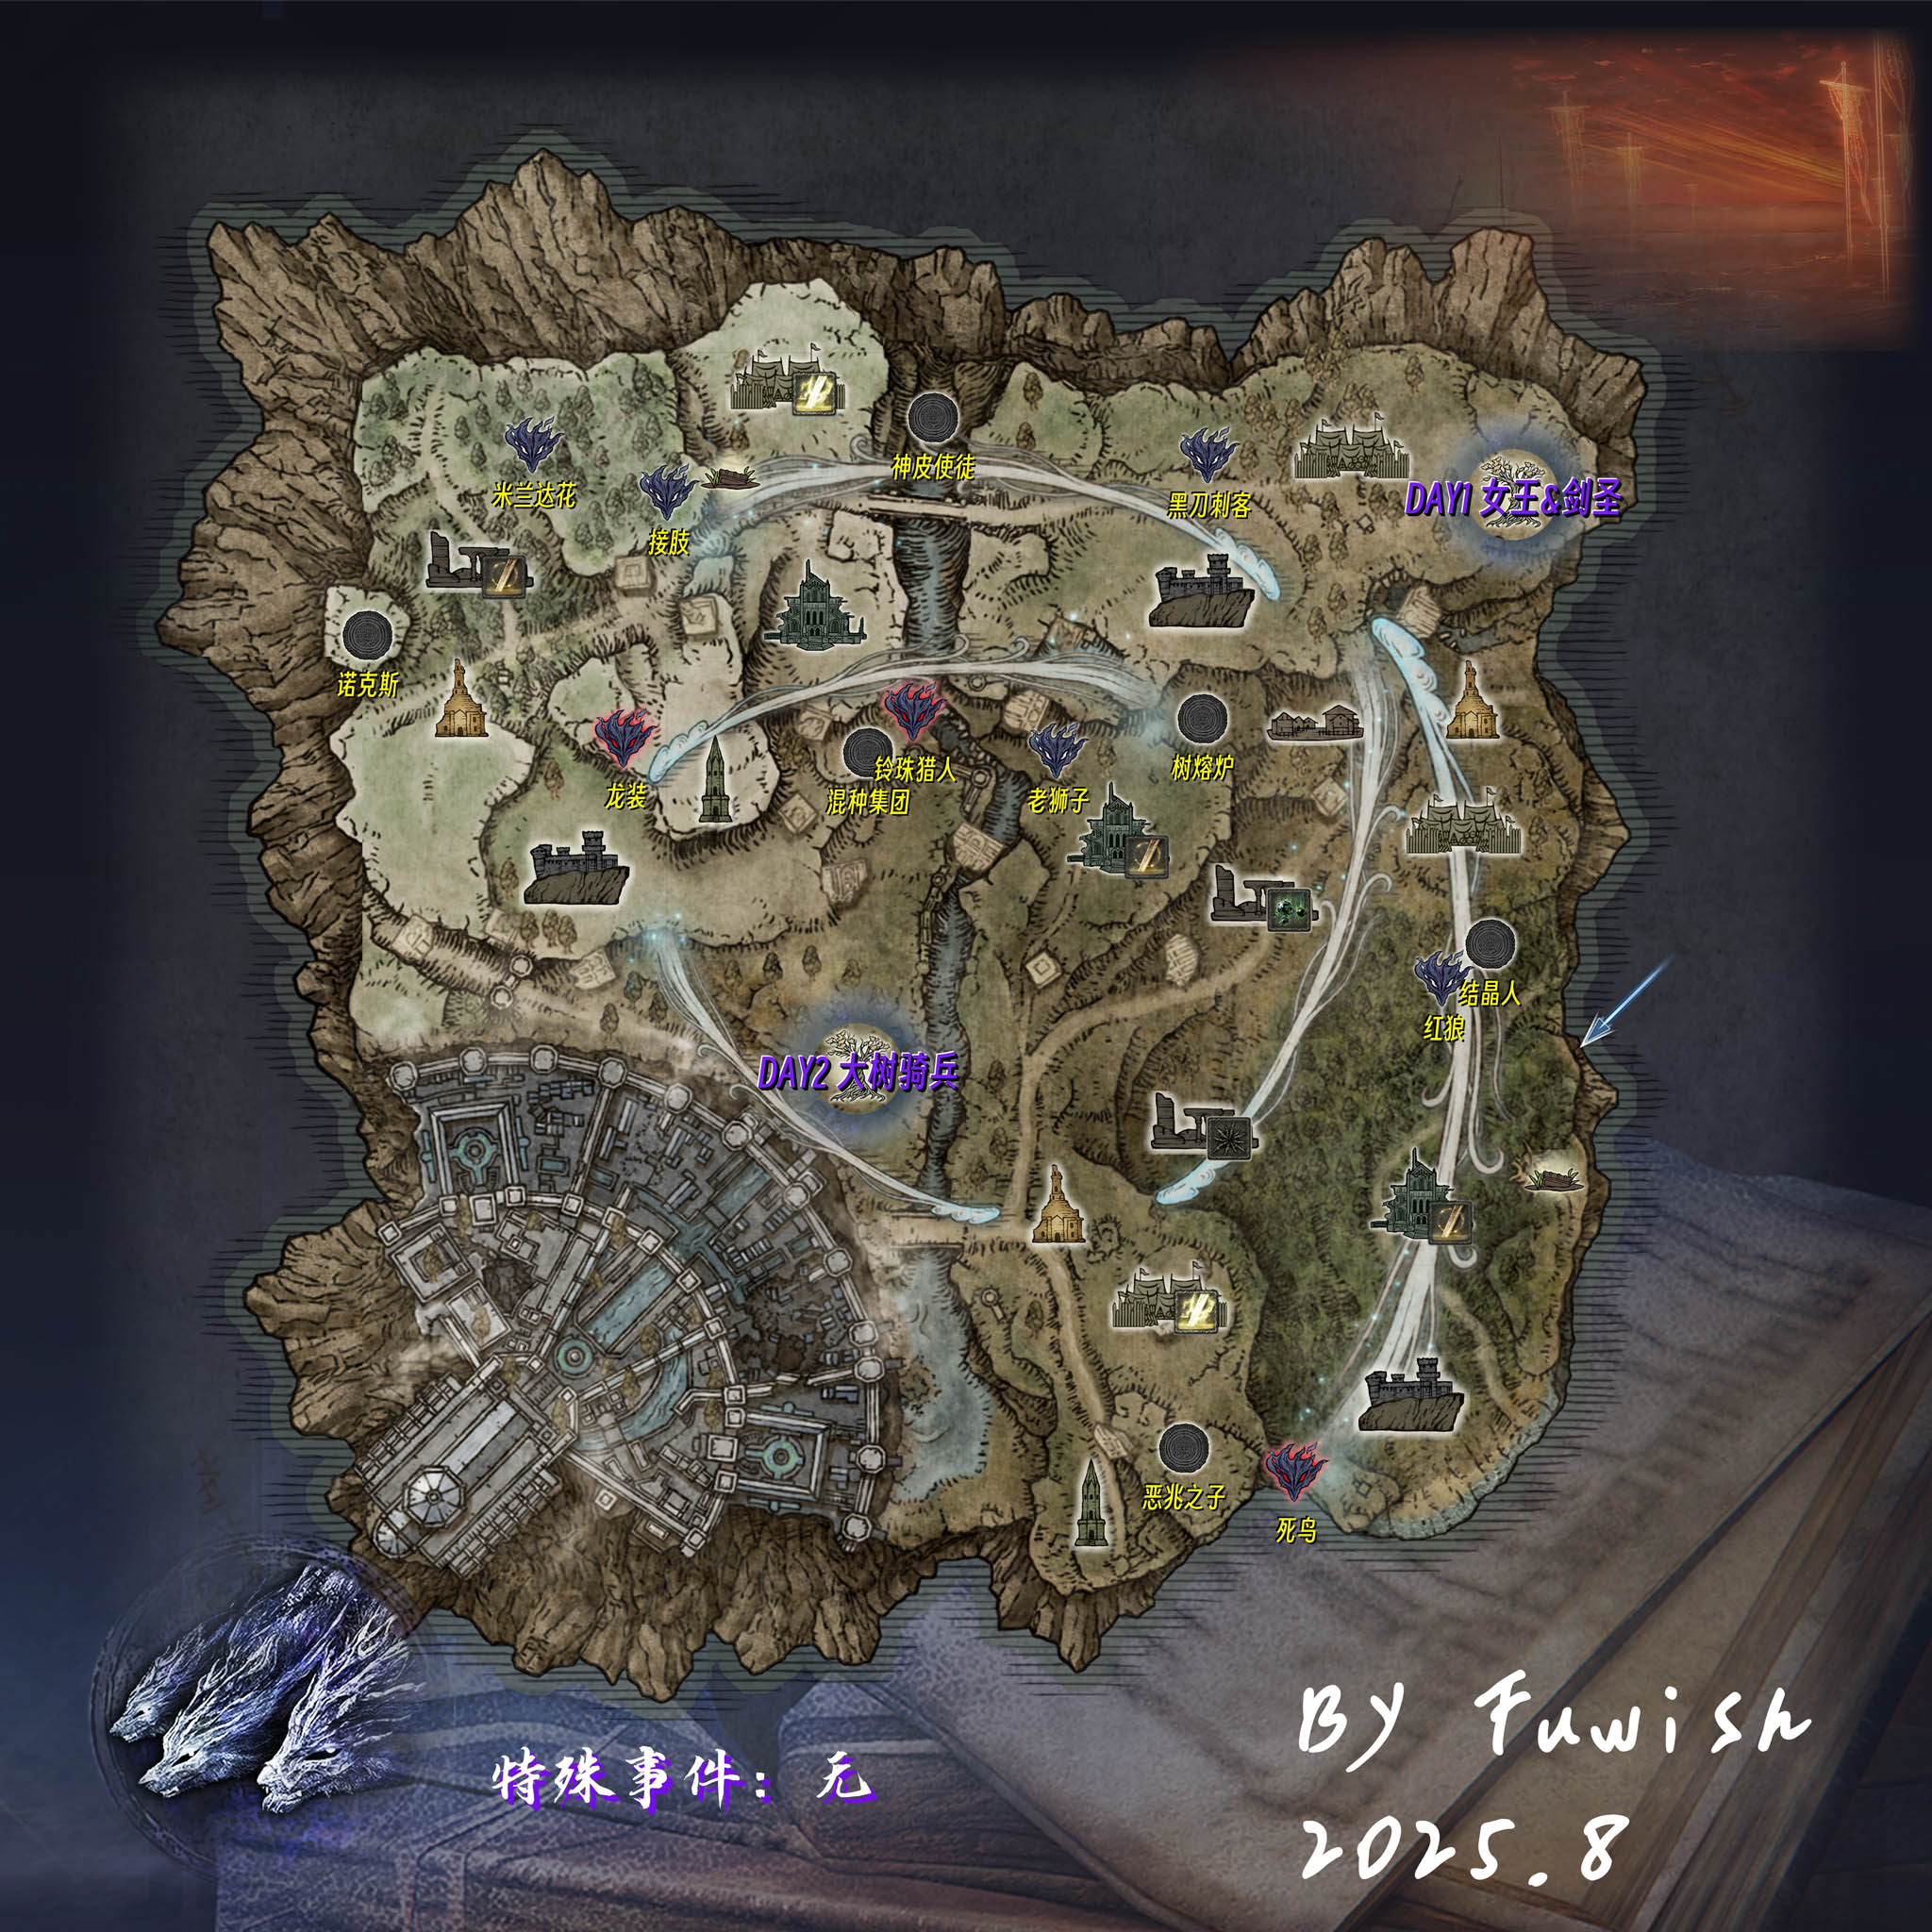 米兰达花
接肢
神皮使徒
黑刀刺客
DAY1 女王&剑圣
诺克斯
龙装
铃珠猎人
混种集团
老狮子
树熔炉
结晶人
红狼
DAY2 大树骑兵
恶兆之子
死鸟
特殊事件：无
By Fuwish
2025.8